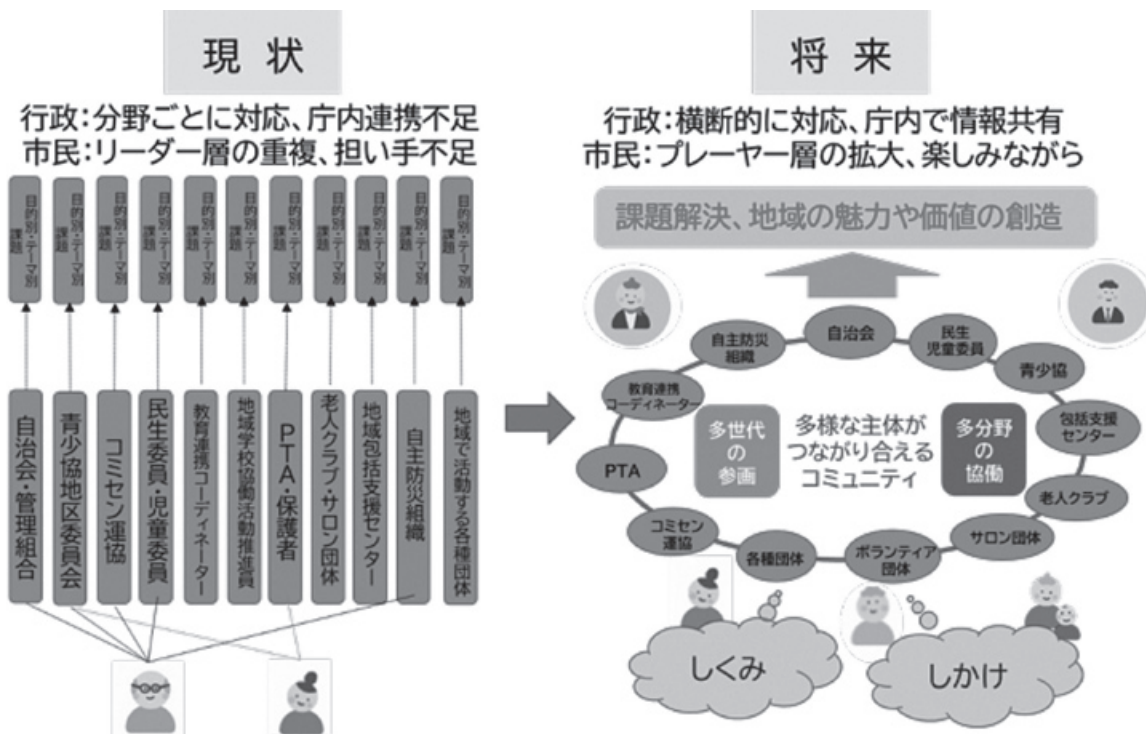 現状
行政：分野ごとに対応、庁内連携不足
市民：リーダー層の重複、担い手不足
目的別・テーマ別
課題
目的別・テーマ別
課題
目的別・テーマ別
課題
目的別・テーマ別
課題
目的別・テーマ別
課題
目的別・テーマ別
課題
目的別・テーマ別
課題
目的別・テーマ別
課題
目的別・テーマ別
課題
目的別・テーマ別
課題
目的別・テーマ別
課題
自治会・管理組合
青少協地区委員会
コミセン運協
民生委員・児童委員
教育連携コーディネーター
地域学校協働活動推進員
PTA・保護者
老人クラブ・サロン団体
地域包括支援センター
自主防災組織
地域で活動する各種団体
将来
行政：横断的に対応、庁内で情報共有
市民：プレーヤー層の拡大、楽しみながら
課題解決、地域の魅力や価値の創造
自治会
民生
児童委員
青少協
包括支援
センター
老人クラブ
サロン団体
ボランティア
団体
各種団体
コミセン
運協
PTA
教育連携
コーディネーター
自主防災
組織
多世代
の
参画
多様な主体が
つながり合える
コミュニティ
多分野
の
協働
しくみ
しかけ